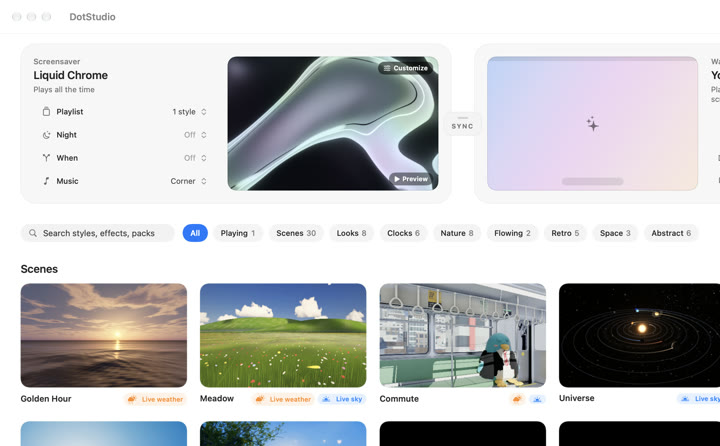 DotStudio
Screensaver
Liquid Chrome
Plays all the time
Playlist
1 style
Night
Off
When
Off
Music
Corner
Customize
Preview
SYNC
Search styles, effects, packs
All
Playing 1
Scenes 30
Looks 8
Clocks 6
Nature 8
Flowing 2
Retro 5
Space 3
Abstract 6
Scenes
Golden Hour
Live weather
Meadow
Live weather
Live sky
Commute
Universe
Live sky